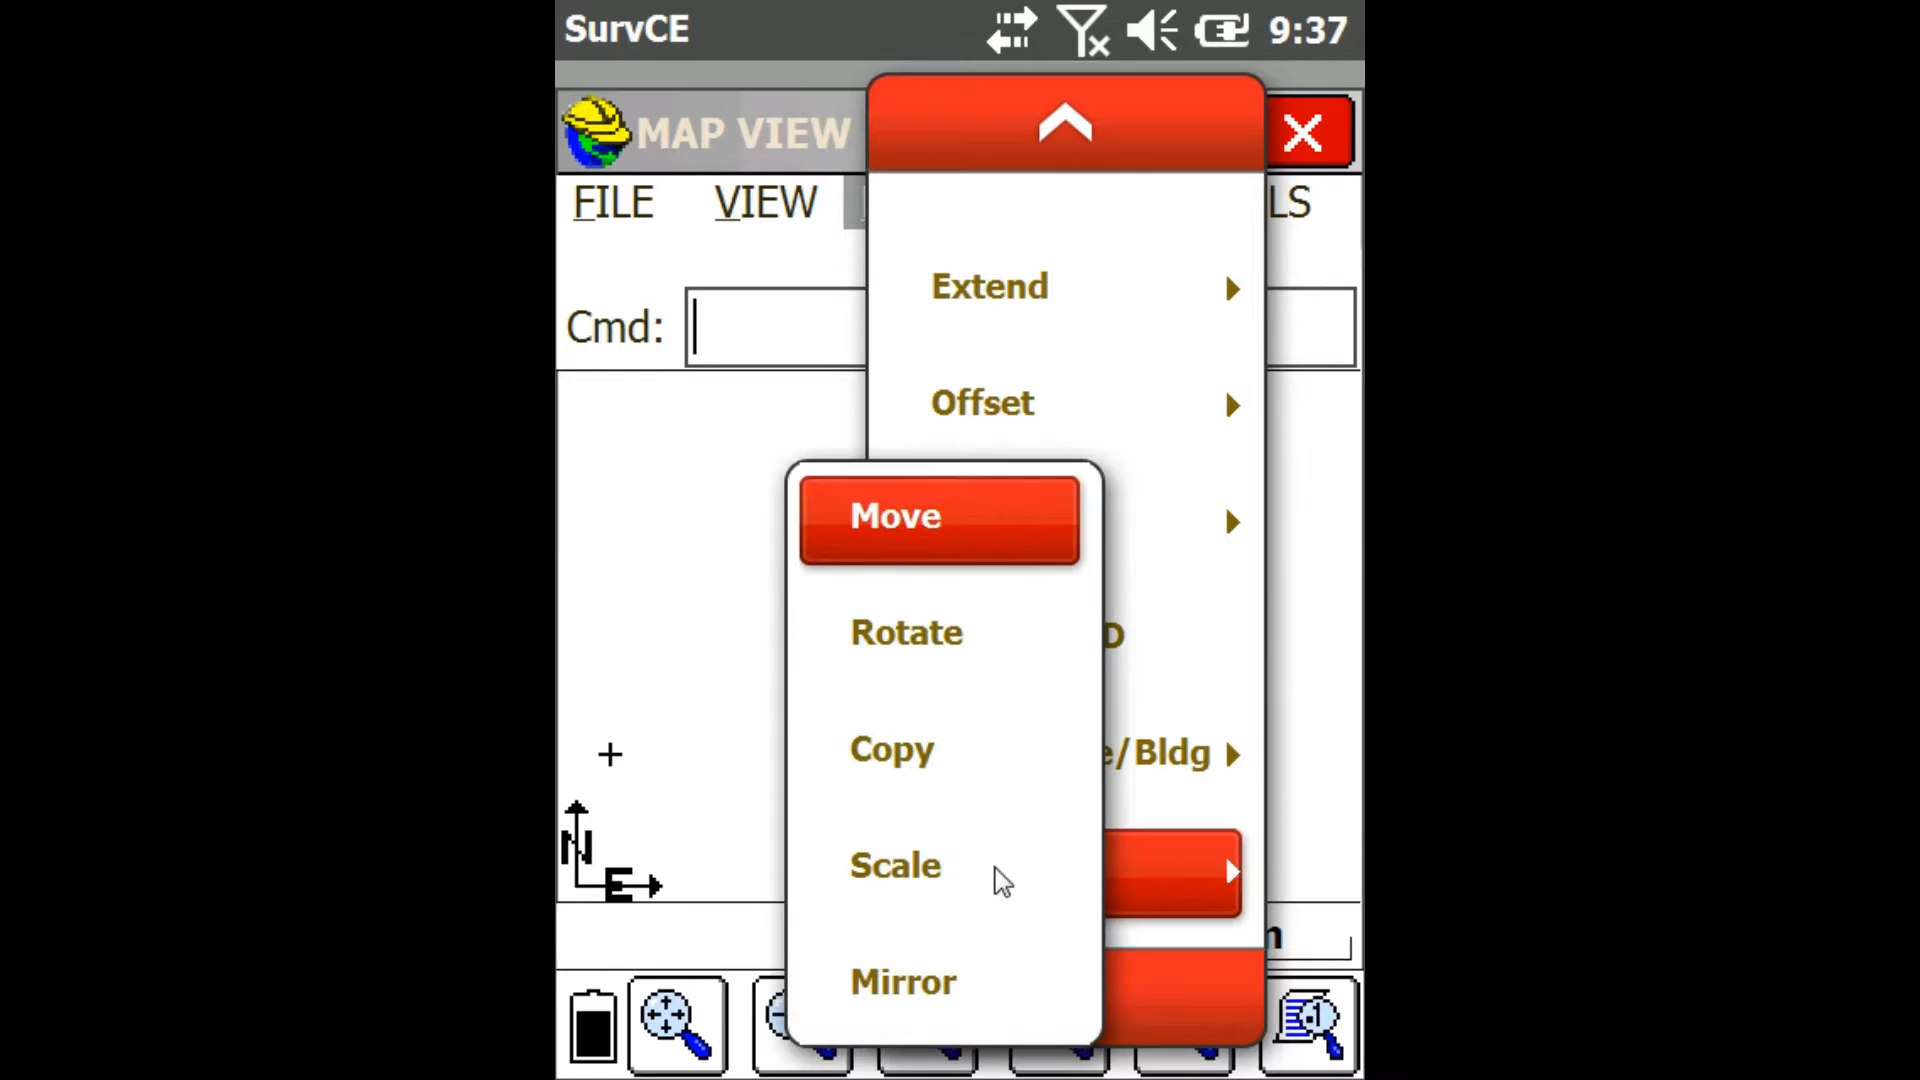 SurvCE 9:37
MAP VIEW
FILE VIEW LS
Cmd:
Extend
Offset
Move
Rotate
D
Copy
e/Bldg
Scale
Mirror
N
E
n